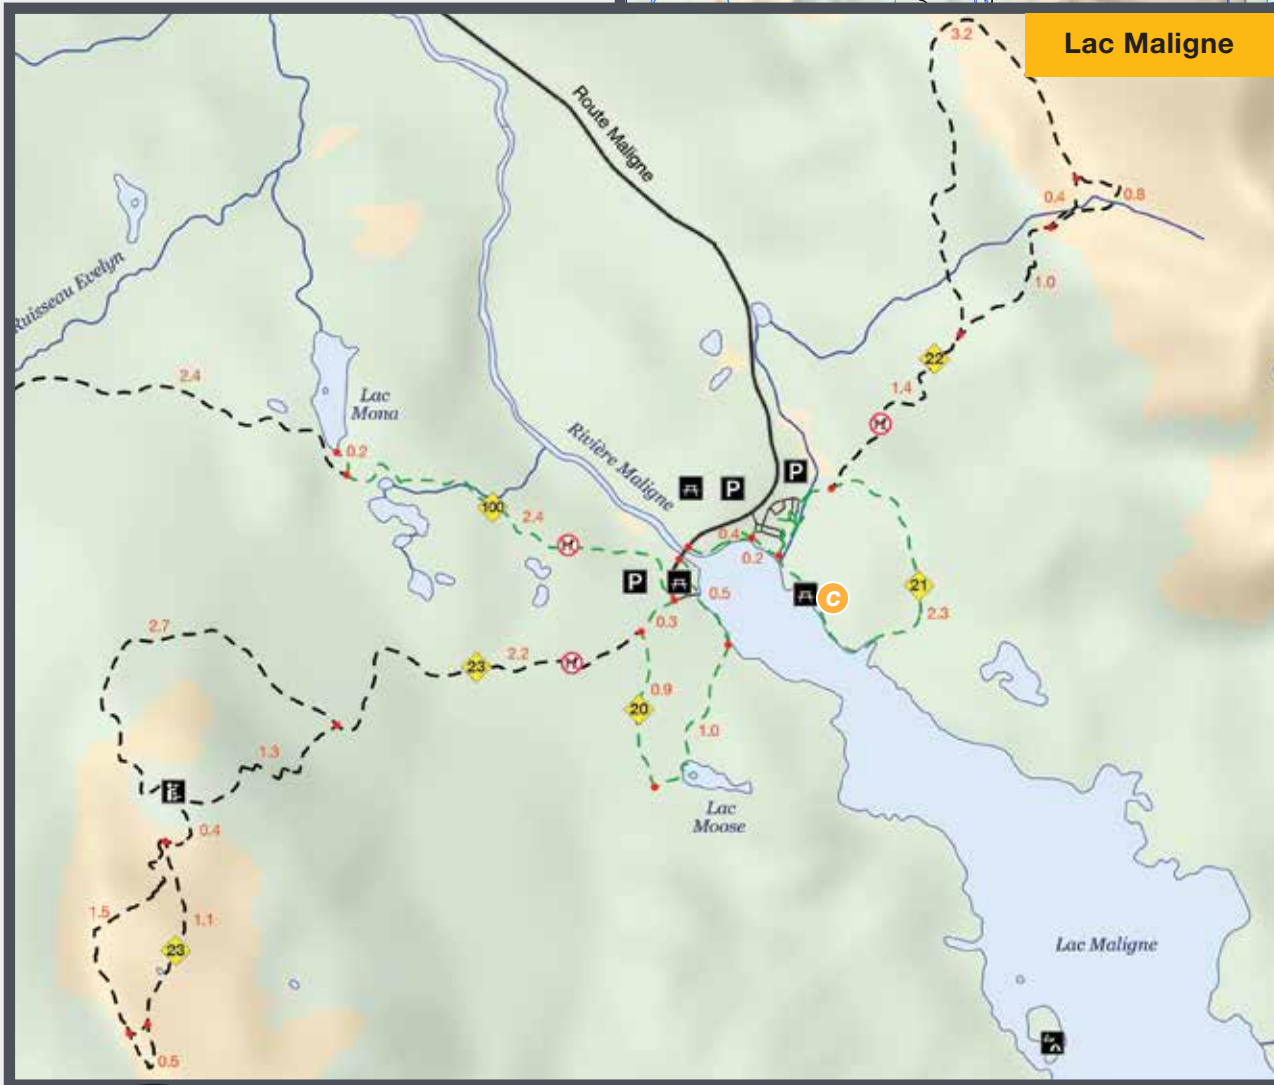 Lac Maligne
3.2
Route Maligne
0.4
0.8
Ruisseau Evelyn
1.0
22
2.4
1.4
Lac
Mona
0.2
Rivière Maligne
P
P
100
2.4
0.4
0.2
P
0.5
C
21
2.3
0.3
2.7
2.2
23
0.9
20
1.0
1.3
Lac
Moose
0.4
1.5
1.1
23
Lac Maligne
0.5